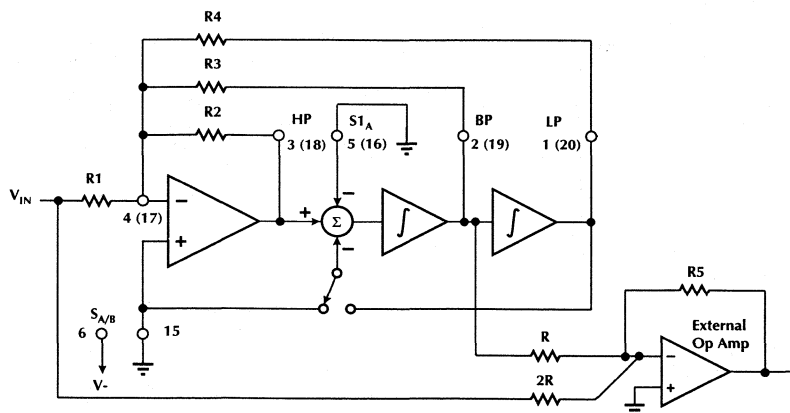 R4
R3
R2
HP
3 (18)
S1A
5 (16)
BP
2 (19)
LP
1 (20)
R1
VIN
4 (17)
−
+
+
−
Σ
−
∫
∫
SA/B
6
V-
15
R5
External
Op Amp
R
2R
−
+